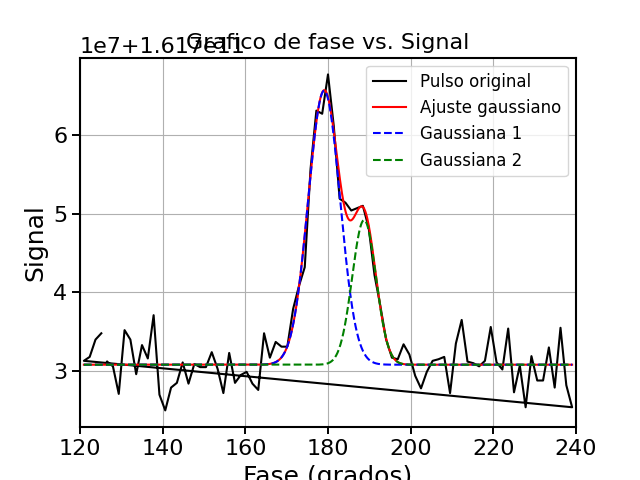 1e7+1.617e11
Grafico de fase vs. Signal
Pulso original
Ajuste gaussiano
Gaussiana 1
Gaussiana 2
Signal
6
5
4
3
120 140 160 180 200 220 240
Fase (grados)